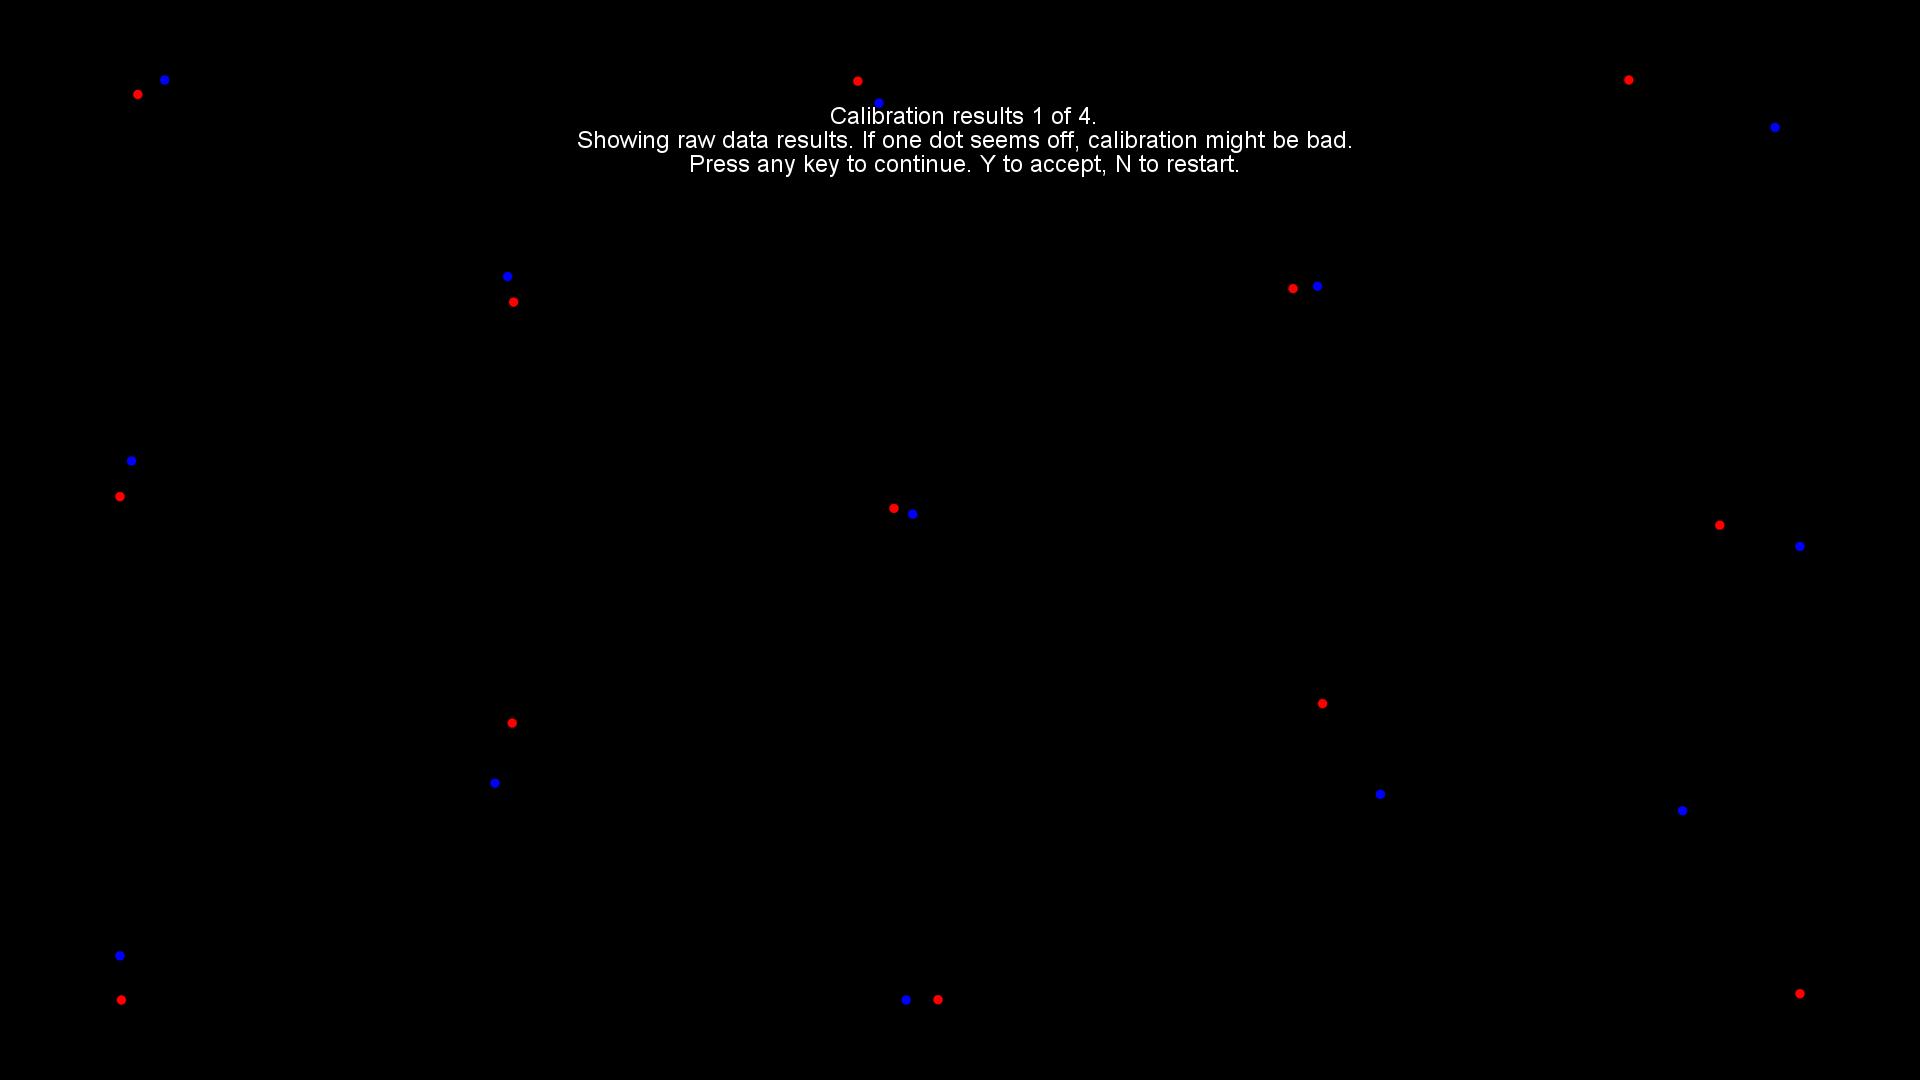 Calibration results 1 of 4.
Showing raw data results. If one dot seems off, calibration might be bad.
Press any key to continue. Y to accept, N to restart.